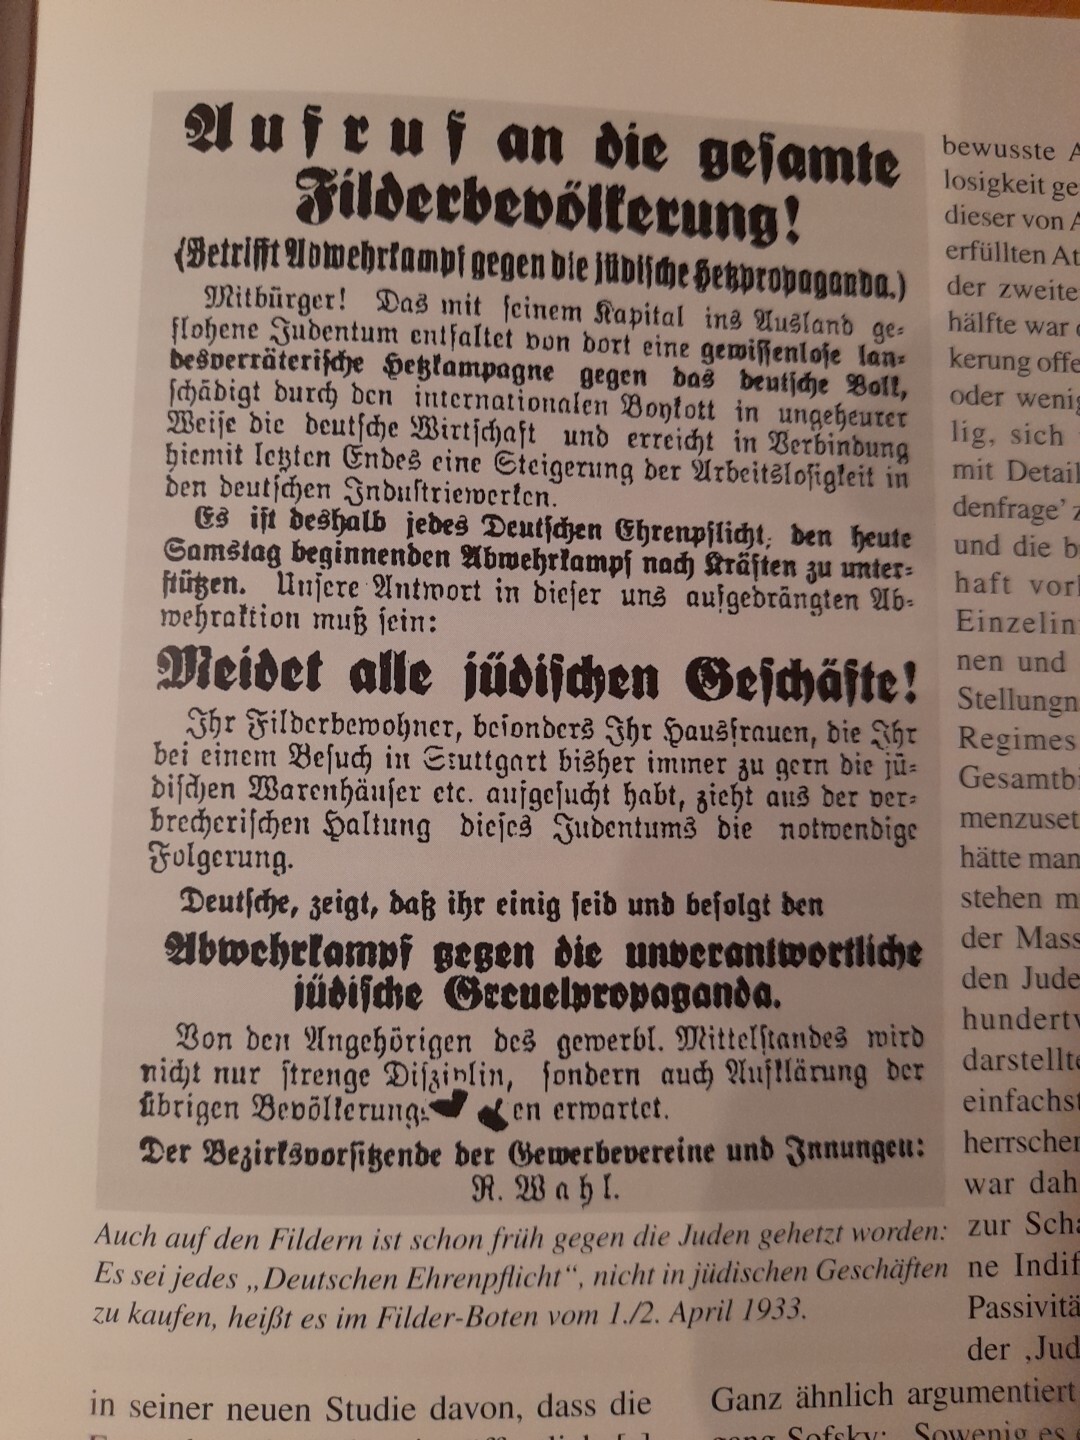 Aufruf an die gesamte
Filderbevölkerung!
(Betrifft Abwehrkampf gegen die jüdische Hetzpropaganda.)
Mitbürger! Das mit seinem Kapital ins Ausland ge-
flohene Judentum entfaltet von dort eine gewissenlose lan-
desverräterische Hetzkampagne gegen das deutsche Volk,
schädigt durch den internationalen Boykott in ungeheurer
Weise die deutsche Wirtschaft und erreicht in Verbindung
hiemit letzten Endes eine Steigerung der Arbeitslosigkeit in
den deutschen Industriewerken.
Es ist deshalb jedes Deutschen Ehrenpflicht, den heute
Samstag beginnenden Abwehrkampf nach Kräften zu unter-
stützen. Unsere Antwort in dieser uns aufgedrängten Ab-
wehraktion muß sein:
Meidet alle jüdischen Geschäfte!
Ihr Filderbewohner, besonders Ihr Hausfrauen, die Ihr
bei einem Besuch in Stuttgart bisher immer zu gern die jü-
dischen Warenhäuser etc. aufgesucht habt, zieht aus der ver-
brecherischen Haltung dieses Judentums die notwendige
Folgerung.
Deutsche, zeigt, daß ihr einig seid und befolgt den
Abwehrkampf gegen die unverantwortliche
jüdische Greuelpropaganda.
Von den Angehörigen des gewerbl. Mittelstandes wird
nicht nur strenge Disziplin, sondern auch Aufklärung der
übrigen Bevölkerungs en erwartet.
Der Bezirksvorsitzende der Gewerbevereine und Innungen:
R. Wahl.
Auch auf den Fildern ist schon früh gegen die Juden gehetzt worden:
Es sei jedes „Deutschen Ehrenpflicht“, nicht in jüdischen Geschäften
zu kaufen, heißt es im Filder-Boten vom 1./2. April 1933.
in seiner neuen Studie davon, dass die
bewusste A
losigkeit ge
dieser von A
erfüllten At
der zweite
hälfte war
kerung offe
oder wenig
lig, sich
mit Detail
denfrage’ z
und die b
haft vor
Einzelin
nen und
Stellungn
Regimes
Gesamtbi
menzuset
hätte man
stehen m
der Mass
den Jude
hundertv
darstellte
einfachst
herrscher
war dah
zur Scha
ne Indif
Passivitä
der ‚Jud
Ganz ähnlich argumentiert
gang Sofsky: „Sowenig es